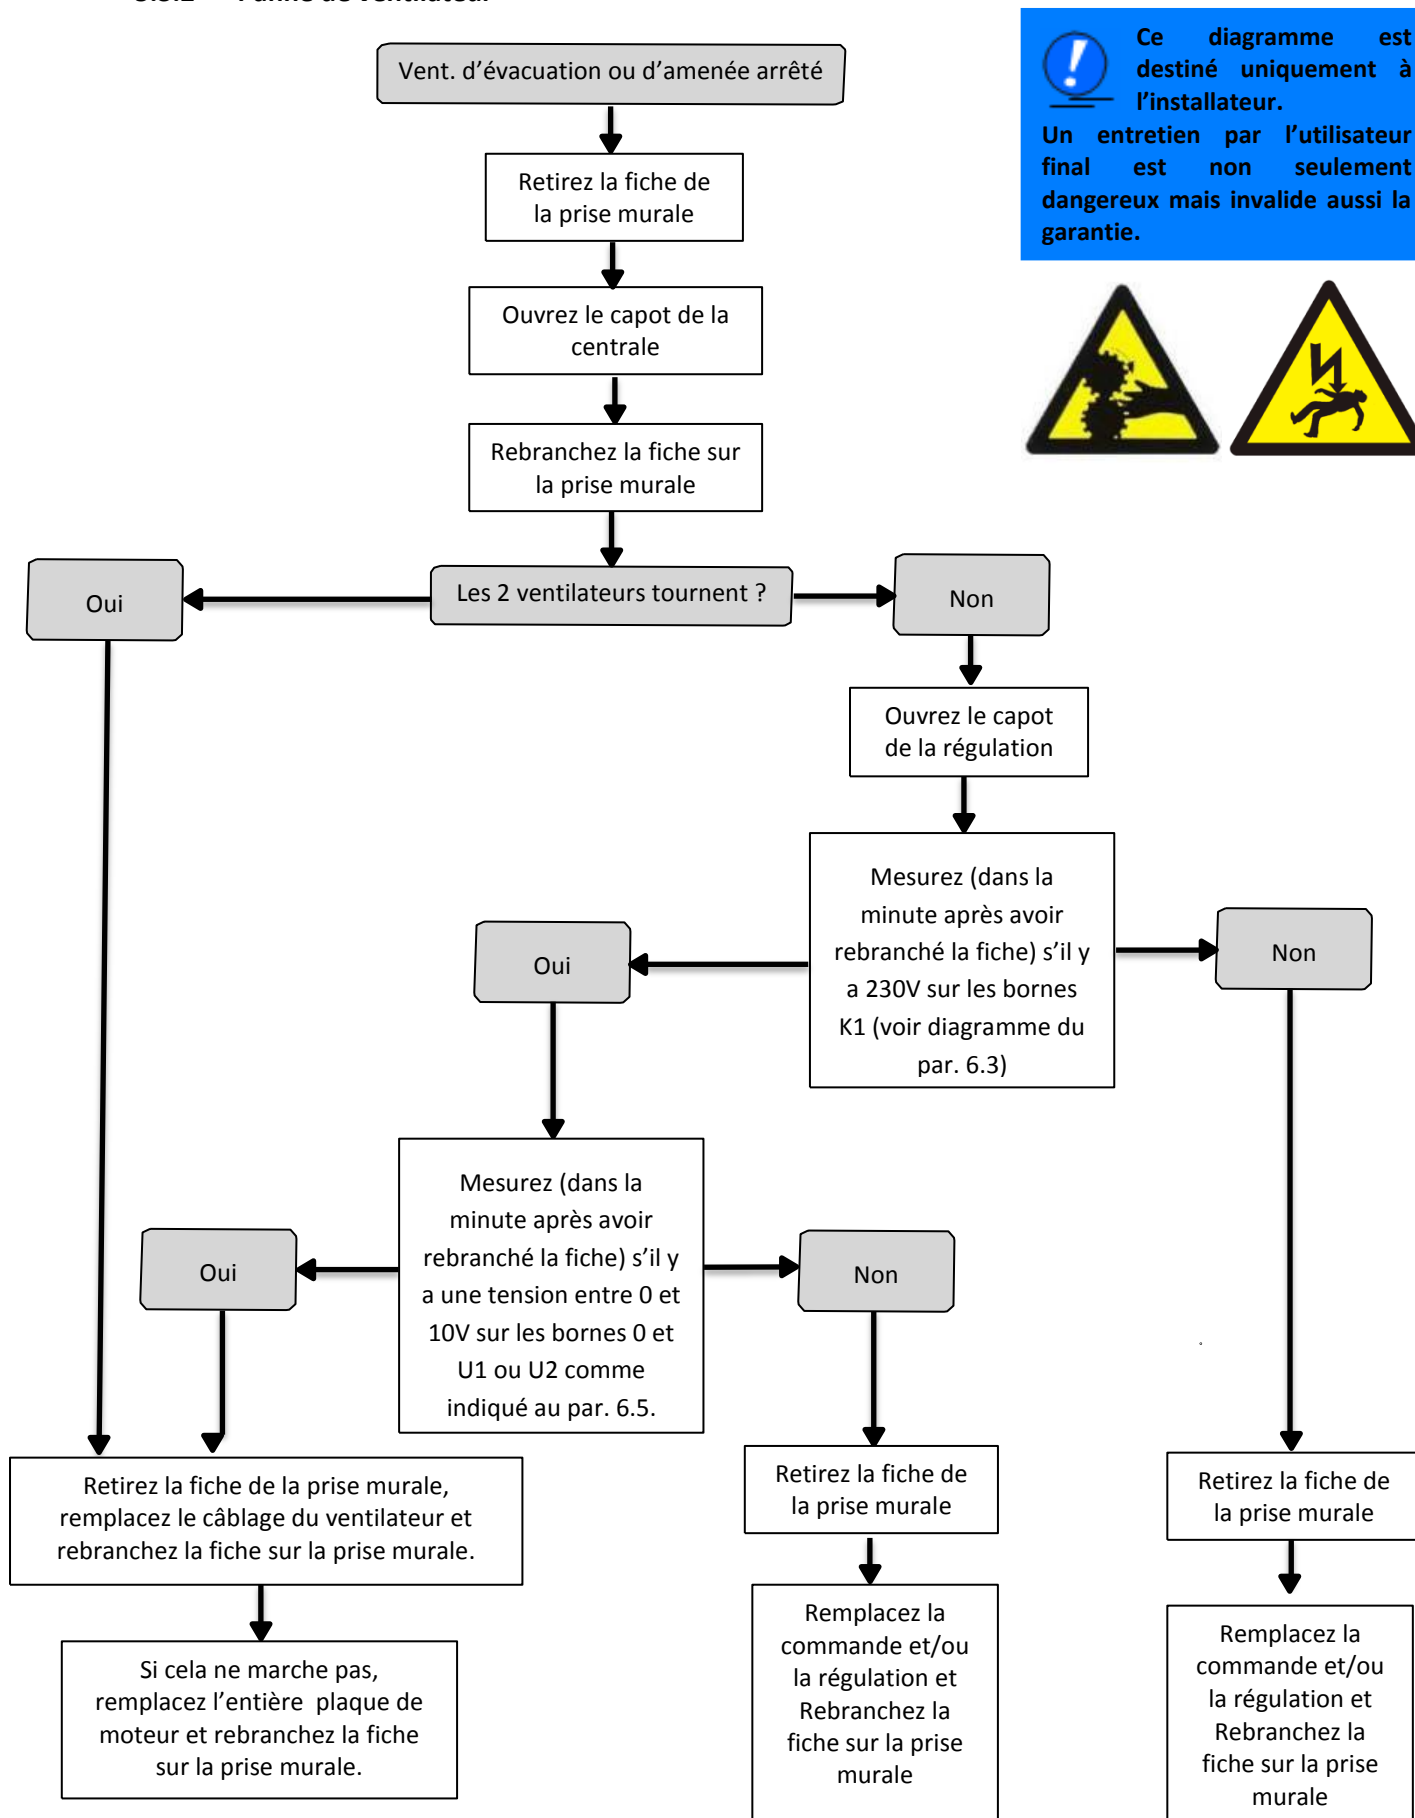 Panne de ventilateur
Vent. d’évacuation ou d’amenée arrêté
Ce diagramme est
destiné uniquement à
l’installateur.
Un entretien par l’utilisateur
final est non seulement
dangereux mais invalide aussi la
garantie.
Retirez la fiche de
la prise murale
Ouvrez le capot de la
centrale
Rebranchez la fiche sur
la prise murale
Oui
Les 2 ventilateurs tournent ?
Non
Ouvrez le capot
de la régulation
Mesurez (dans la
minute après avoir
rebranché la fiche) s’il y
a 230V sur les bornes
K1 (voir diagramme du
par. 6.3)
Oui
Non
Mesurez (dans la
minute après avoir
rebranché la fiche) s’il y
a une tension entre 0 et
10V sur les bornes 0 et
U1 ou U2 comme
indiqué au par. 6.5.
Oui
Non
Retirez la fiche de la prise murale,
remplacez le câblage du ventilateur et
rebranchez la fiche sur la prise murale.
Retirez la fiche de
la prise murale
Retirez la fiche de
la prise murale
Si cela ne marche pas,
remplacez l’entière plaque de
moteur et rebranchez la fiche
sur la prise murale.
Remplacez la
commande et/ou
la régulation et
Rebranchez la
fiche sur la prise
murale
Remplacez la
commande et/ou
la régulation et
Rebranchez la
fiche sur la prise
murale